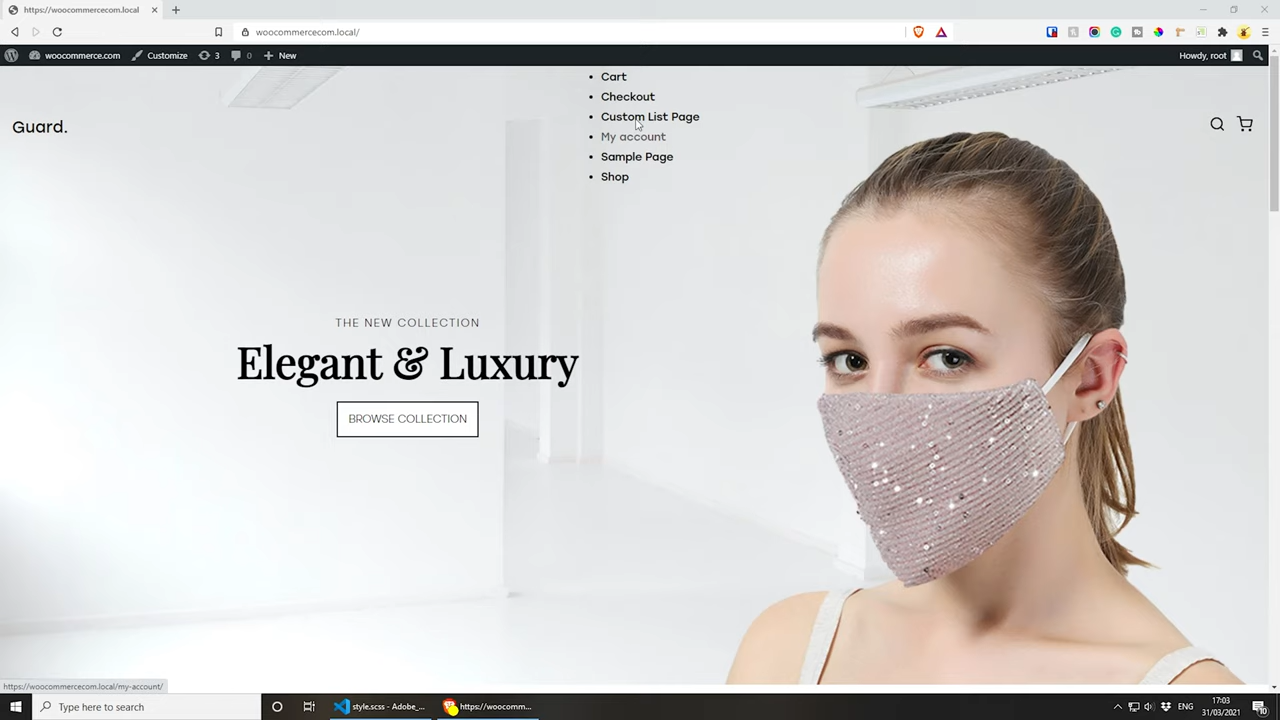 https://woocommercecom.local
woocommercecom.local/
woocommerce.com
Customize
3
0
New
Howdy, root
Cart
Checkout
Custom List Page
My account
Sample Page
Shop
Guard.
THE NEW COLLECTION
Elegant & Luxury
BROWSE COLLECTION
https://woocommercecom.local/my-account/
Type here to search
style.scss - Adobe_...
https://woocomm...
ENG
17:03
31/03/2021
10